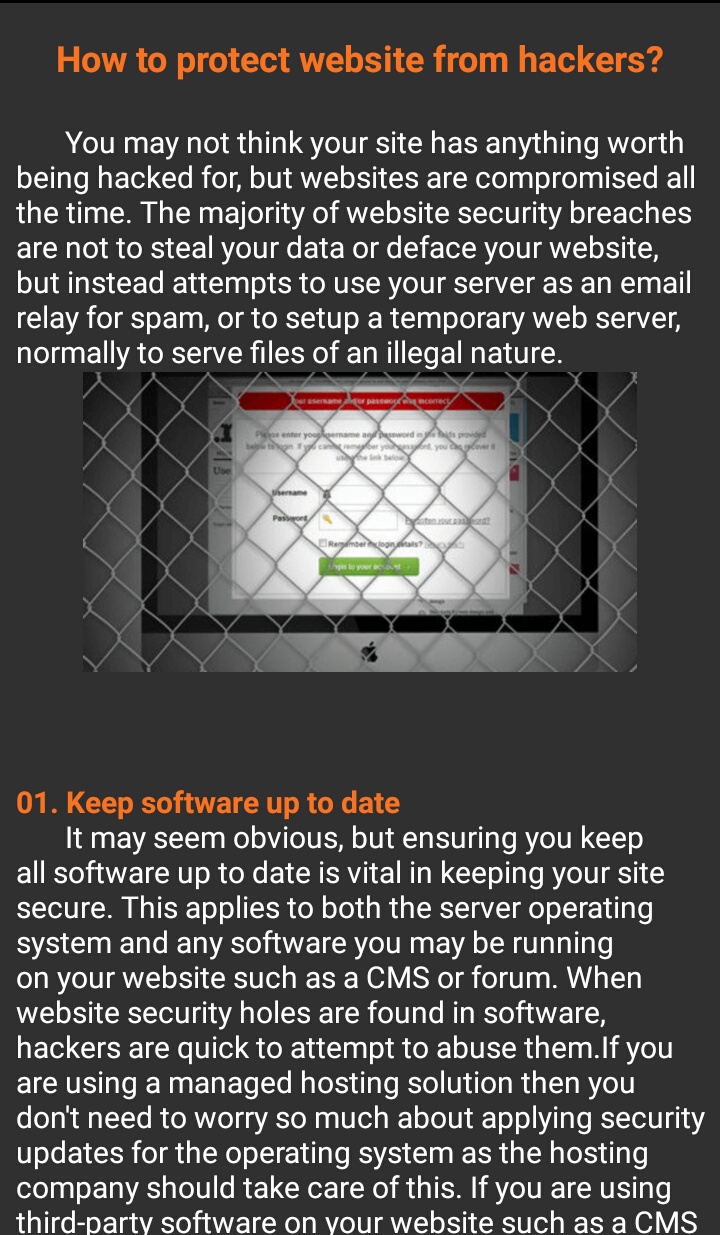 How to protect website from hackers?
You may not think your site has anything worth
being hacked for, but websites are compromised all
the time. The majority of website security breaches
are not to steal your data or deface your website,
but instead attempts to use your server as an email
relay for spam, or to setup a temporary web server,
normally to serve files of an illegal nature.
username password was incorrect
Please enter your username and password in the fields provided
below to login. If you cannot remember your password, you can recover it
using the link below
Username
Password
Forgotten your password?
Remember my login details?
Login to your account
01. Keep software up to date
It may seem obvious, but ensuring you keep
all software up to date is vital in keeping your site
secure. This applies to both the server operating
system and any software you may be running
on your website such as a CMS or forum. When
website security holes are found in software,
hackers are quick to attempt to abuse them.If you
are using a managed hosting solution then you
don't need to worry so much about applying security
updates for the operating system as the hosting
company should take care of this. If you are using
third-party software on your website such as a CMS